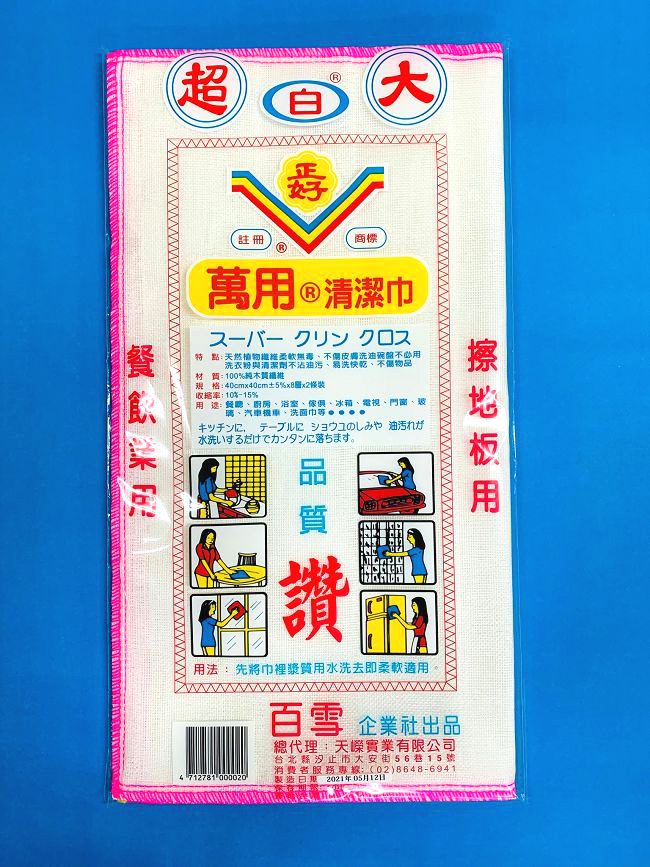 超 白 ® 大
正好
註冊 ® 商標
萬用®清潔巾
スーバー クリン クロス
特 點:天然植物纖維柔軟無毒、不傷皮膚洗油碗盤不必用
洗衣粉與清潔劑不沾油污、易洗快乾、不傷物品
材 質:100%純木質纖維
規 格:40cmx40cm±5%x8層x2條裝
收縮率:10%-15%
用 途:餐廳、廚房、浴室、傢俱、冰箱、電視、門窗、玻
璃、汽車機車、洗面巾等●●●●
キッチンに、 テーブルに ショウユのしみや 油汚れが
水洗いするだけでカンタンに落ちます。
餐飲業用
擦地板用
品質
讚
用法：先將巾裡漿質用水洗去即柔軟適用。
百雪 企業社出品
總代理：天嶸實業有限公司
台北縣汐止市大安街56巷15號
消費者服務專線:(02)8648-6941
製造日期 2021年05月12日
4 712781 000020